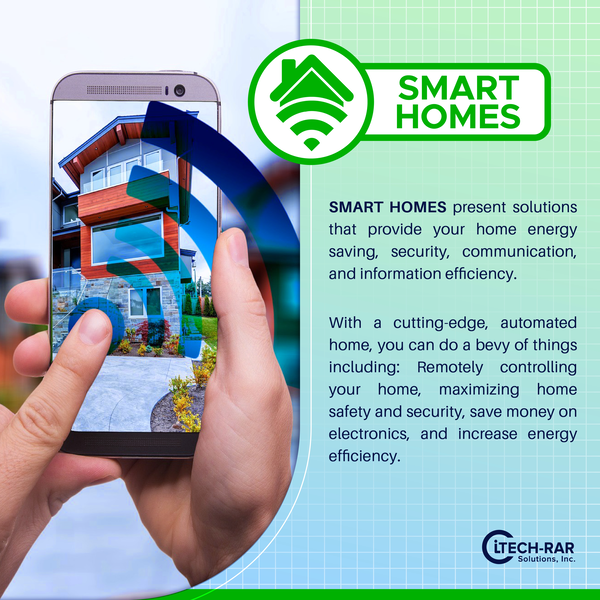 SMART
HOMES
SMART HOMES present solutions
that provide your home energy
saving, security, communication,
and information efficiency.
With a cutting-edge, automated
home, you can do a bevy of things
including: Remotely controlling
your home, maximizing home
safety and security, save money on
electronics, and increase energy
efficiency.
iTECH-RAR
Solutions, Inc.